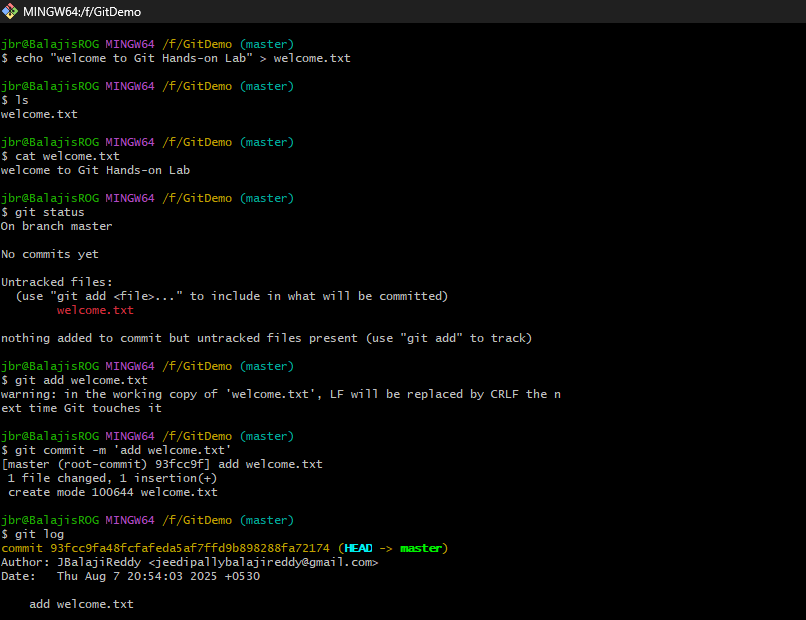 MINGW64:/f/GitDemo
jbr@BalajisROG MINGW64 /f/GitDemo (master)
$ echo "welcome to Git Hands-on Lab" > welcome.txt
jbr@BalajisROG MINGW64 /f/GitDemo (master)
$ ls
welcome.txt
jbr@BalajisROG MINGW64 /f/GitDemo (master)
$ cat welcome.txt
welcome to Git Hands-on Lab
jbr@BalajisROG MINGW64 /f/GitDemo (master)
$ git status
On branch master
No commits yet
Untracked files:
  (use "git add <file>..." to include in what will be committed)
        welcome.txt
nothing added to commit but untracked files present (use "git add" to track)
jbr@BalajisROG MINGW64 /f/GitDemo (master)
$ git add welcome.txt
warning: in the working copy of 'welcome.txt', LF will be replaced by CRLF the n
ext time Git touches it
jbr@BalajisROG MINGW64 /f/GitDemo (master)
$ git commit -m 'add welcome.txt'
[master (root-commit) 93fcc9f] add welcome.txt
 1 file changed, 1 insertion(+)
 create mode 100644 welcome.txt
jbr@BalajisROG MINGW64 /f/GitDemo (master)
$ git log
commit 93fcc9fa48fcfafeda5af7ffd9b898288fa72174 (HEAD -> master)
Author: JBalajiReddy <jeedipallybalajireddy@gmail.com>
Date:   Thu Aug 7 20:54:03 2025 +0530
    add welcome.txt